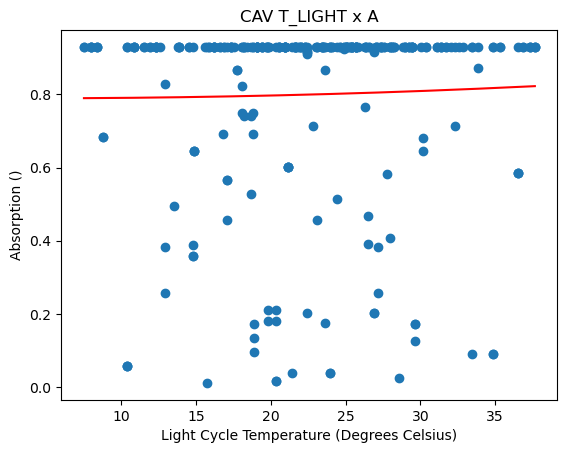 CAV T_LIGHT x A
Absorption ()
0.8
0.6
0.4
0.2
0.0
10 15 20 25 30 35
Light Cycle Temperature (Degrees Celsius)